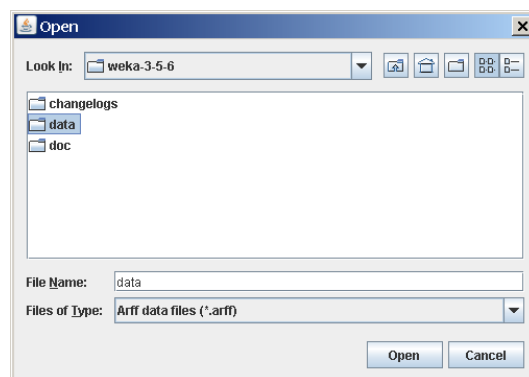 Open
Look In: weka-3-5-6
changelogs
data
doc
File Name: data
Files of Type: Arff data files (*.arff)
Open Cancel